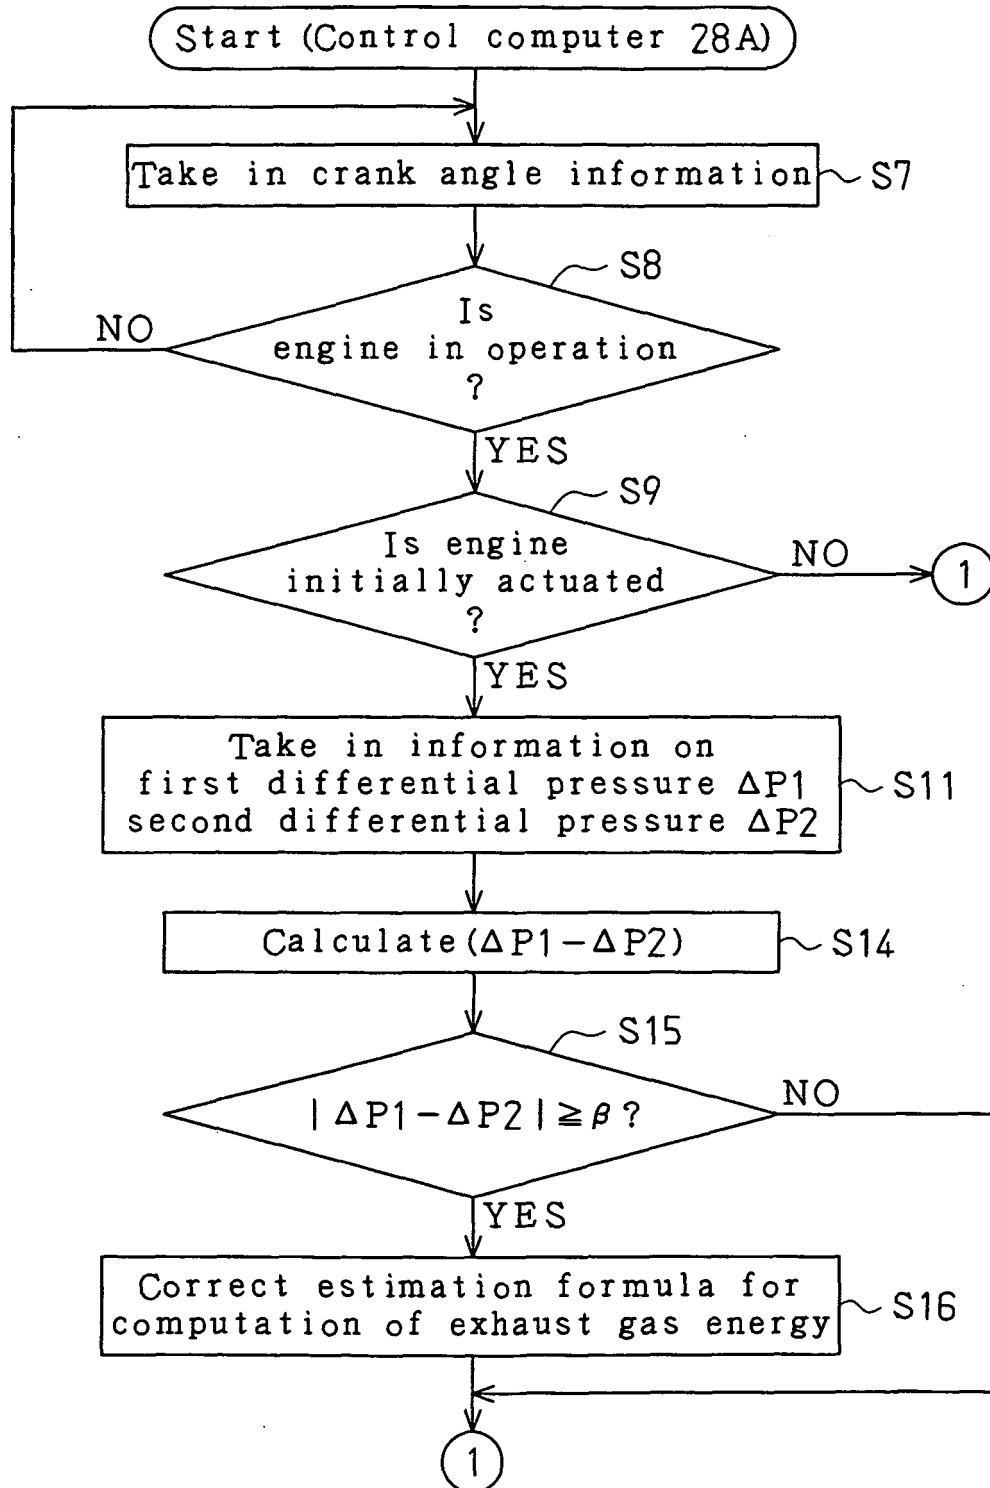 Start (Control computer 28A)
Take in crank angle information
S7
S8
Is
engine in operation
?
NO
YES
S9
Is engine
initially actuated
?
NO
1
YES
Take in information on
first differential pressure ΔP1
second differential pressure ΔP2
S11
Calculate (ΔP1-ΔP2)
S14
S15
|ΔP1-ΔP2|≧β?
NO
YES
Correct estimation formula for
computation of exhaust gas energy
S16
1